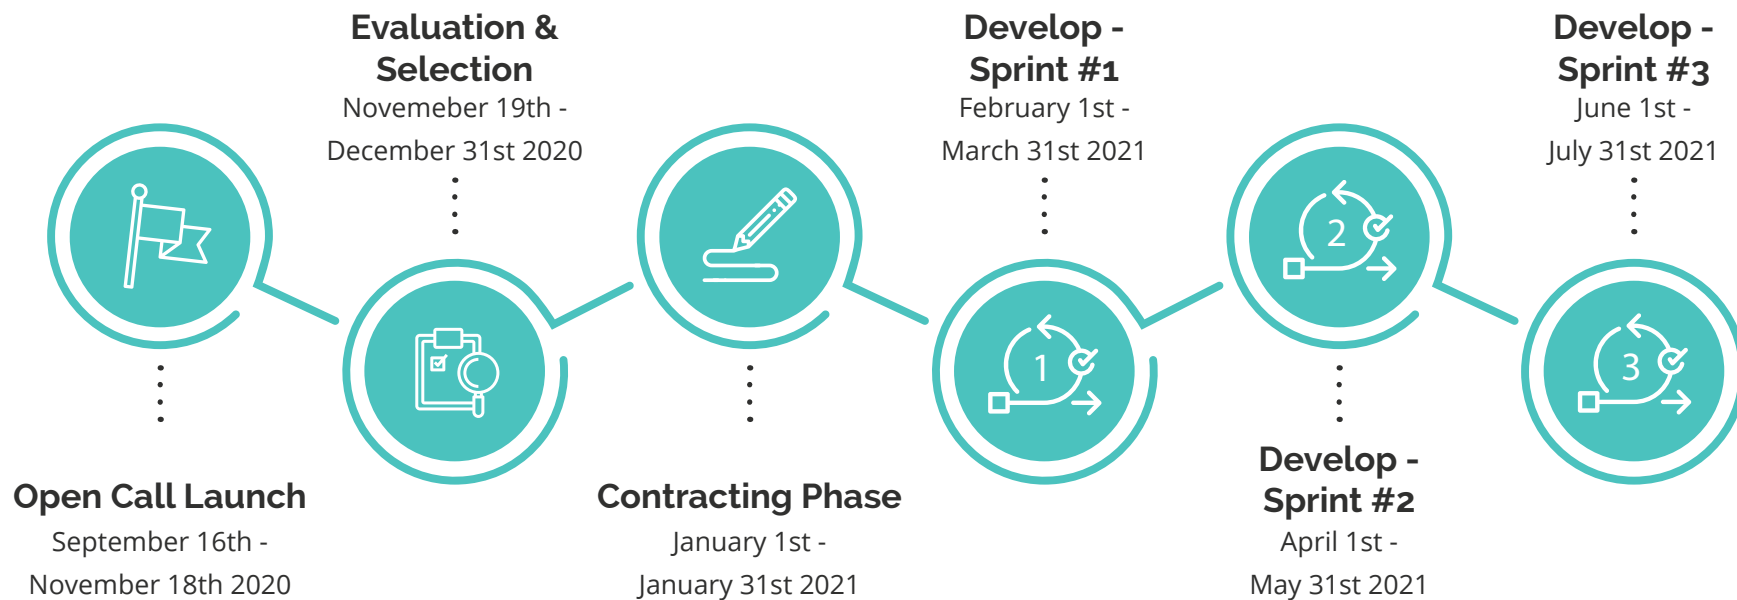 Open Call Launch
September 16th -
November 18th 2020
Evaluation &
Selection
Novemeber 19th -
December 31st 2020
Contracting Phase
January 1st -
January 31st 2021
Develop -
Sprint #1
February 1st -
March 31st 2021
1
Develop -
Sprint #2
April 1st -
May 31st 2021
2
Develop -
Sprint #3
June 1st -
July 31st 2021
3